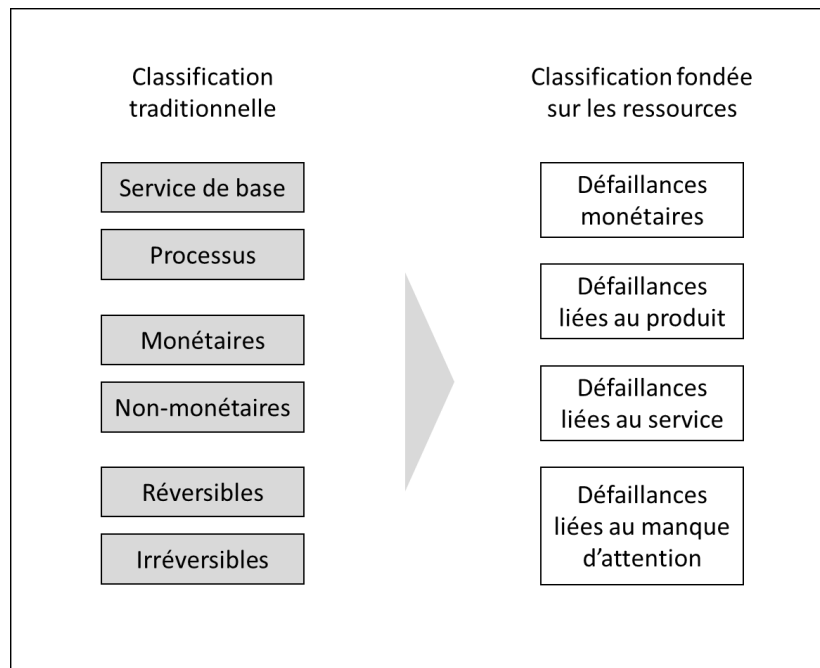 Classification
traditionnelle
Service de base
Processus
Monétaires
Non-monétaires
Réversibles
Irréversibles
Classification fondée
sur les ressources
Défaillances
monétaires
Défaillances
liées au produit
Défaillances
liées au service
Défaillances
liées au manque
d’attention